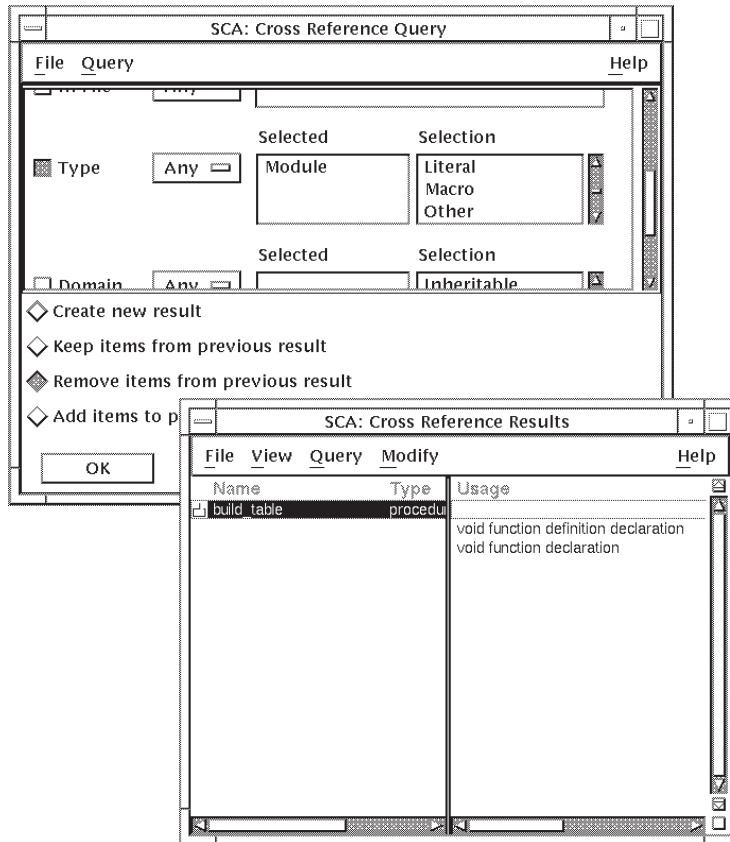 SCA: Cross Reference Query
File Query Help
Any
Selected Selection
Type Any Module Literal
Macro
Other
Selected Selection
Domain Any Inheritable
Create new result
Keep items from previous result
Remove items from previous result
Add items to p
OK
SCA: Cross Reference Results
File View Query Modify Help
Name Type Usage
build_table procedu
void function definition declaration
void function declaration